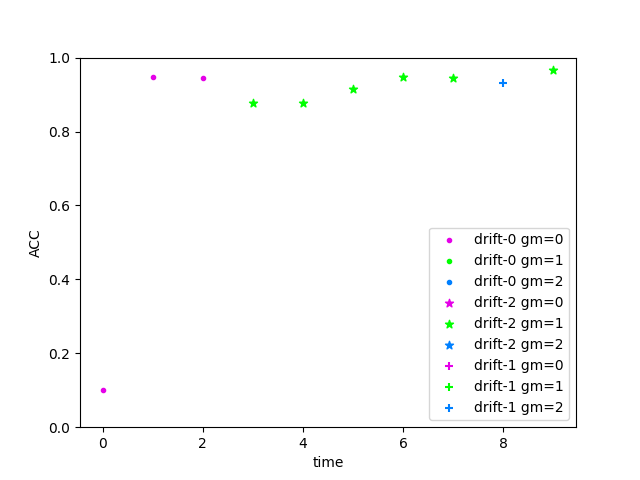 1.0
0.8
0.6
0.4
0.2
0.0
ACC
0 2 4 6 8
time
drift-0 gm=0
drift-0 gm=1
drift-0 gm=2
drift-2 gm=0
drift-2 gm=1
drift-2 gm=2
drift-1 gm=0
drift-1 gm=1
drift-1 gm=2